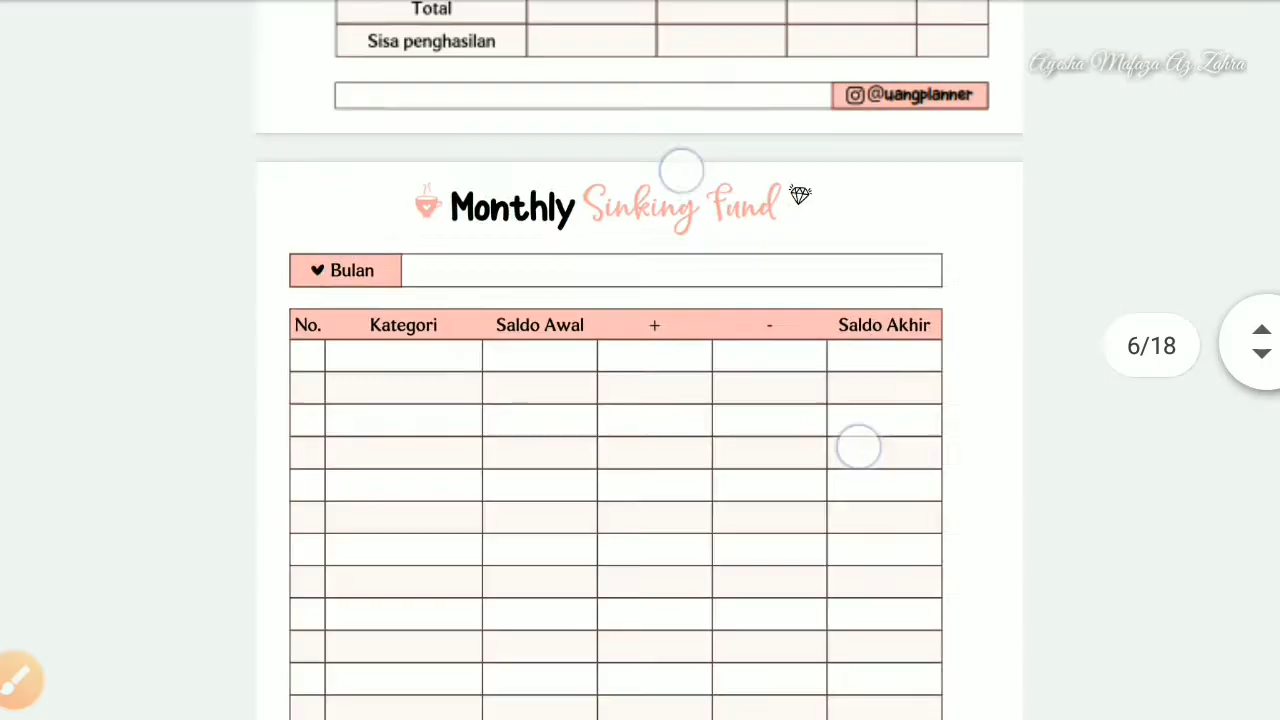 Total
Sisa penghasilan
Ayesha Mafaza Az Zahra
@uangplanner
Monthly Sinking Fund
Bulan
No. Kategori Saldo Awal + - Saldo Akhir
6/18